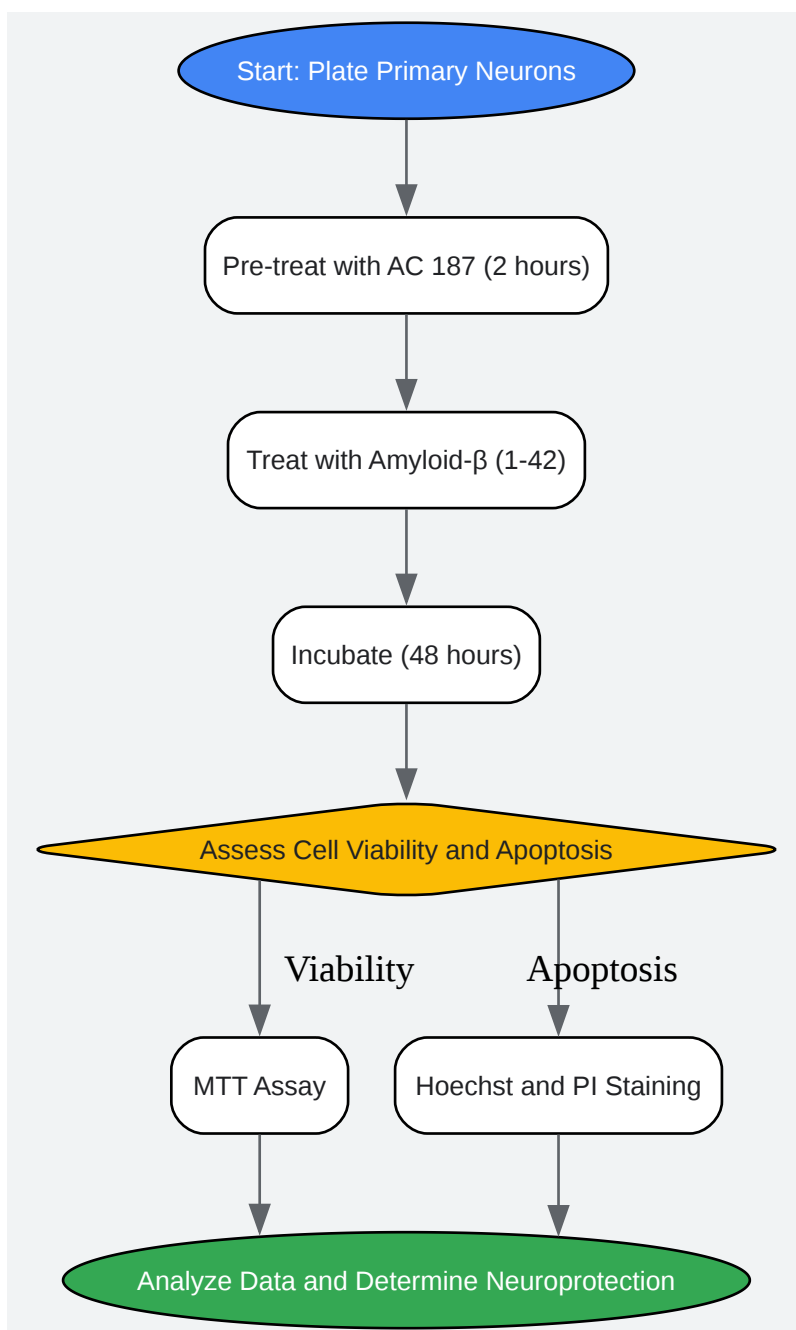 Start: Plate Primary Neurons
Pre-treat with AC 187 (2 hours)
Treat with Amyloid-β (1-42)
Incubate (48 hours)
Assess Cell Viability and Apoptosis
Viability
Apoptosis
MTT Assay
Hoechst and PI Staining
Analyze Data and Determine Neuroprotection